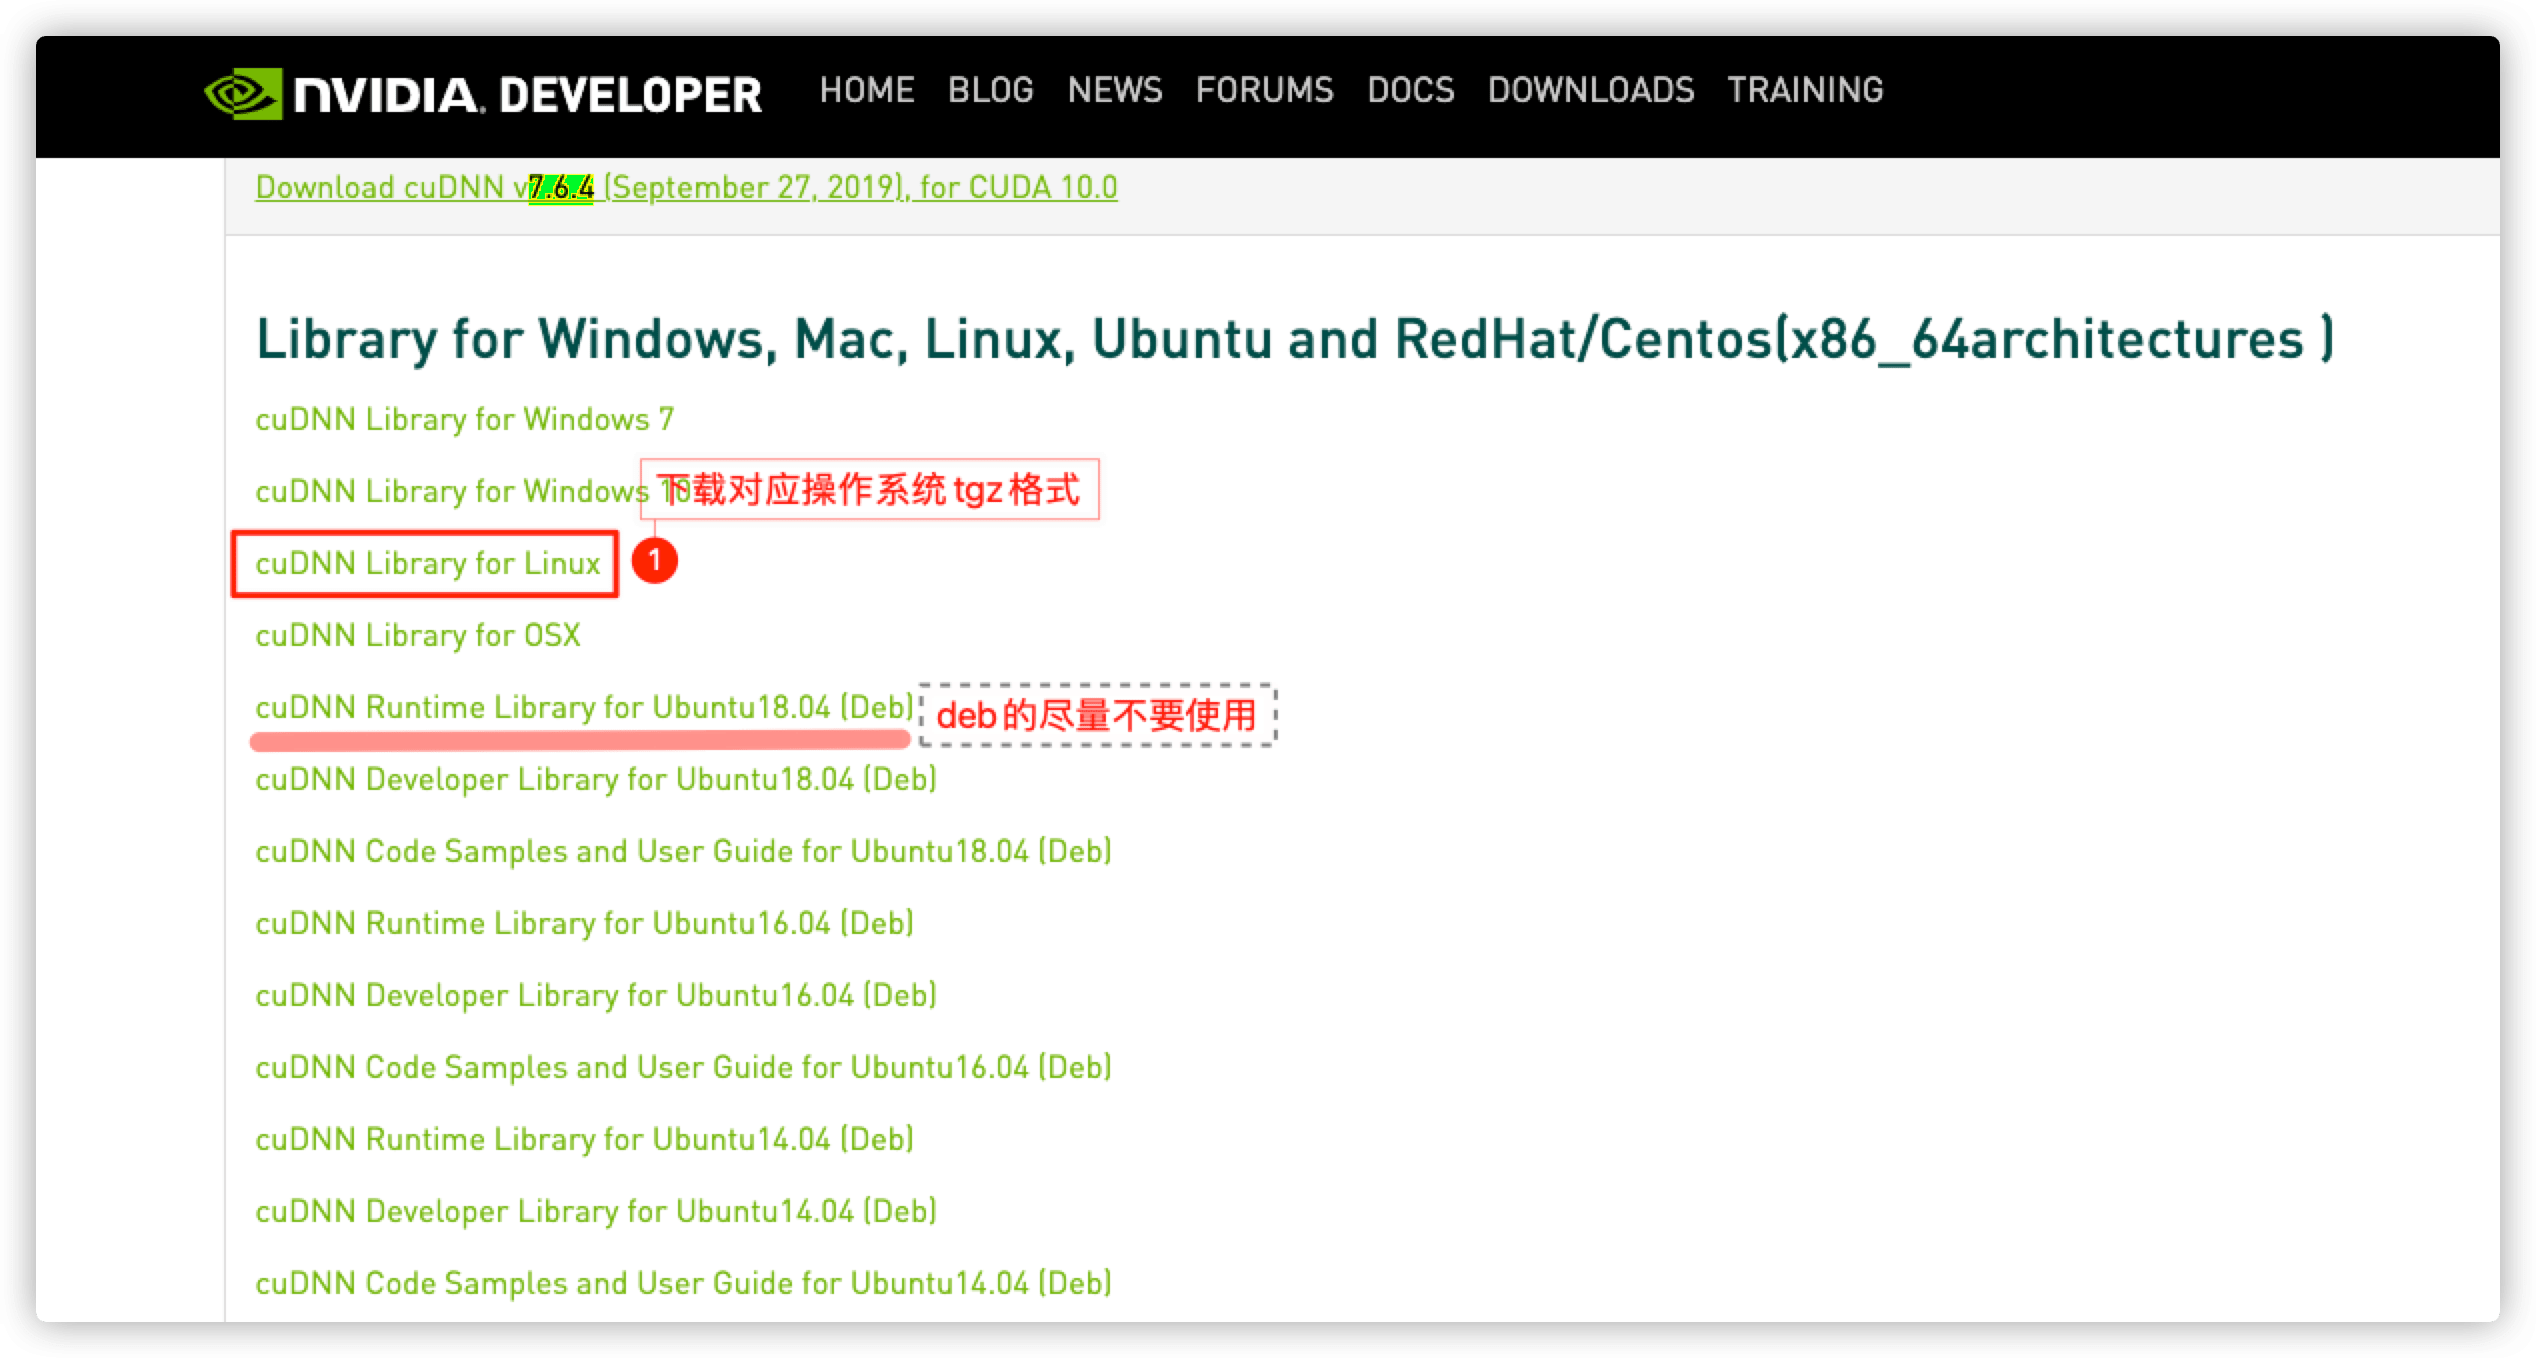 NVIDIA. DEVELOPER HOME BLOG NEWS FORUMS DOCS DOWNLOADS TRAINING
Download cuDNN v7.6.4 (September 27, 2019), for CUDA 10.0
Library for Windows, Mac, Linux, Ubuntu and RedHat/Centos(x86_64architectures )
cuDNN Library for Windows 7
cuDNN Library for Windows 10
下载对应操作系统tgz格式
cuDNN Library for Linux
1
cuDNN Library for OSX
cuDNN Runtime Library for Ubuntu18.04 (Deb)
deb的尽量不要使用
cuDNN Developer Library for Ubuntu18.04 (Deb)
cuDNN Code Samples and User Guide for Ubuntu18.04 (Deb)
cuDNN Runtime Library for Ubuntu16.04 (Deb)
cuDNN Developer Library for Ubuntu16.04 (Deb)
cuDNN Code Samples and User Guide for Ubuntu16.04 (Deb)
cuDNN Runtime Library for Ubuntu14.04 (Deb)
cuDNN Developer Library for Ubuntu14.04 (Deb)
cuDNN Code Samples and User Guide for Ubuntu14.04 (Deb)